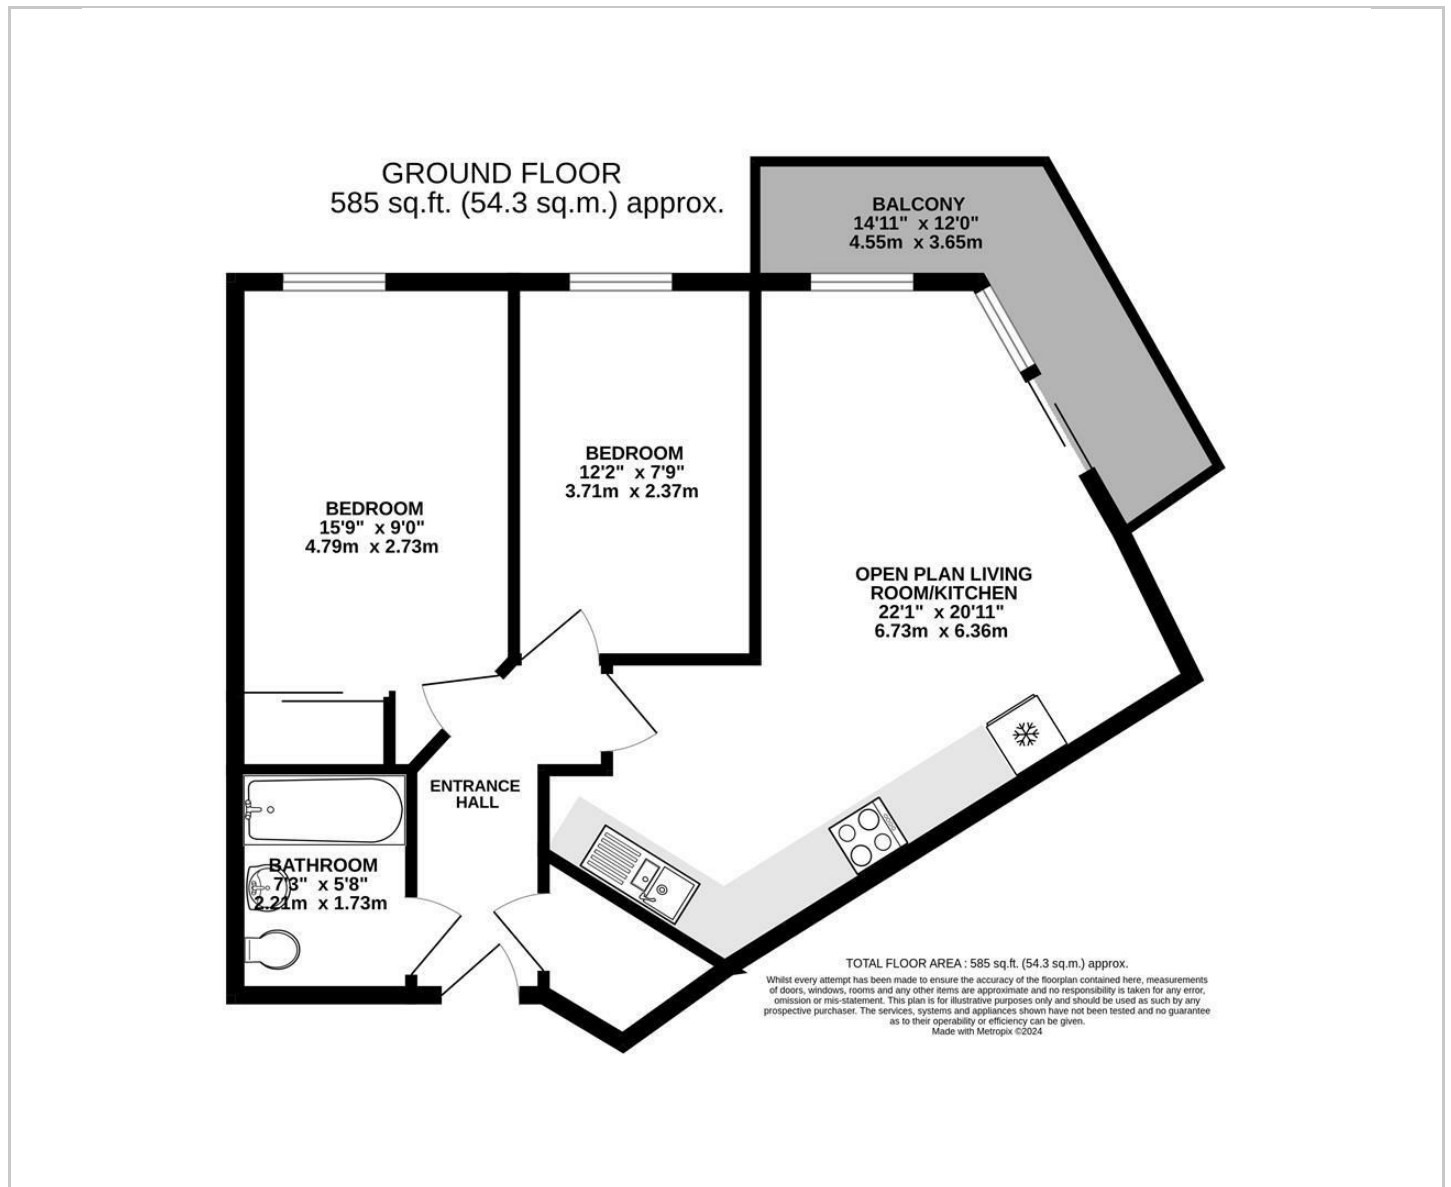 GROUND FLOOR
585 sq.ft. (54.3 sq.m.) approx.
BALCONY
14'11" x 12'0"
4.55m x 3.65m
BEDROOM
12'2" x 7'9"
3.71m x 2.37m
BEDROOM
15'9" x 9'0"
4.79m x 2.73m
OPEN PLAN LIVING
ROOM/KITCHEN
22'1" x 20'11"
6.73m x 6.36m
ENTRANCE
HALL
BATHROOM
7'3" x 5'8"
2.21m x 1.73m
TOTAL FLOOR AREA : 585 sq.ft. (54.3 sq.m.) approx.
Whilst every attempt has been made to ensure the accuracy of the floorplan contained here, measurements
of doors, windows, rooms and any other items are approximate and no responsibility is taken for any error,
omission or mis-statement. This plan is for illustrative purposes only and should be used as such by any
prospective purchaser. The services, systems and appliances shown have not been tested and no guarantee
as to their operability or efficiency can be given.
Made with Metropix ©2024